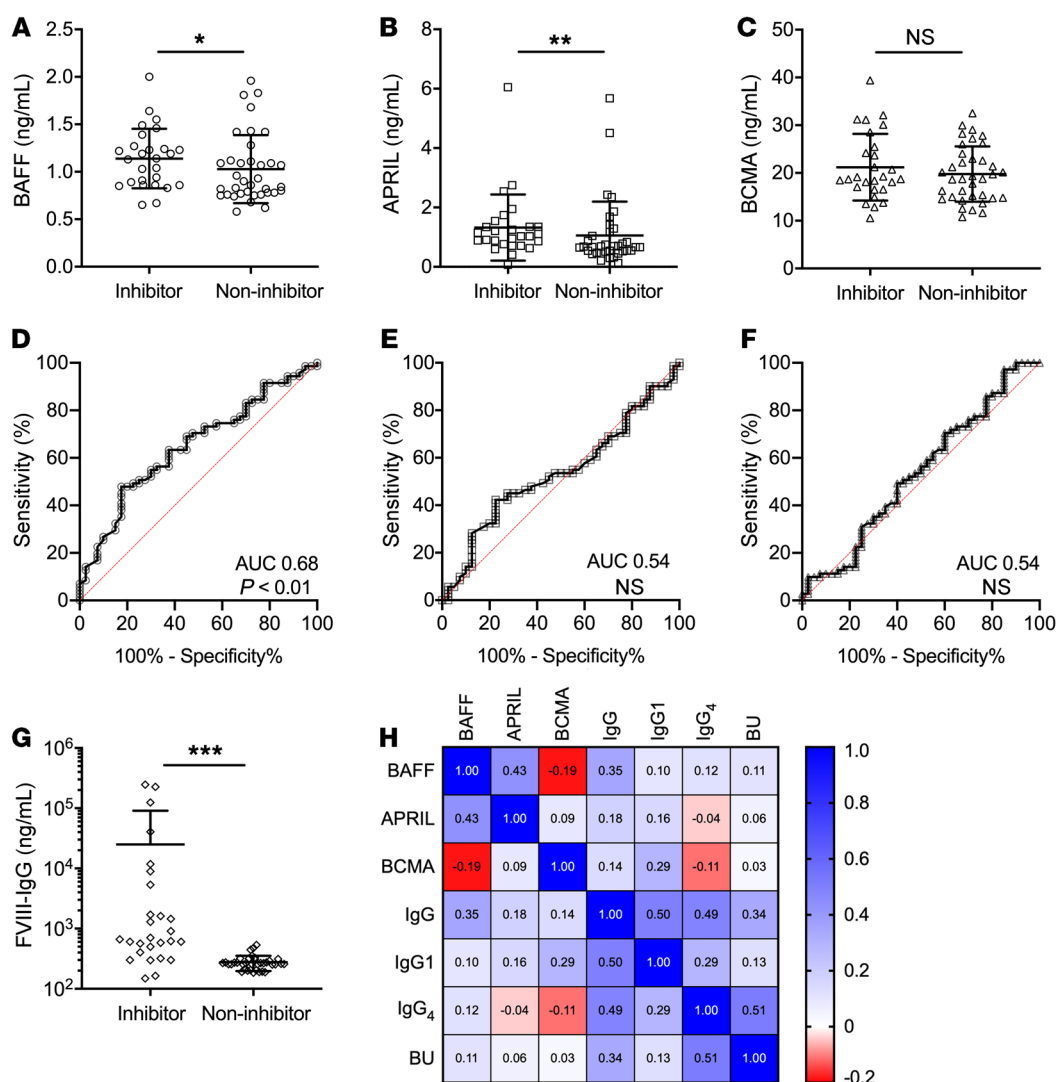 A
BAFF (ng/mL)
2.5
2.0
1.5
1.0
0.5
0.0
*
Inhibitor Non-inhibitor
B
APRIL (ng/mL)
8
6
4
2
0
**
Inhibitor Non-inhibitor
C
BCMA (ng/mL)
50
40
30
20
10
0
NS
Inhibitor Non-inhibitor
D
Sensitivity (%)
100
80
60
40
20
0
AUC 0.68
P < 0.01
0 20 40 60 80 100
100% - Specificity%
E
Sensitivity (%)
100
80
60
40
20
0
AUC 0.54
NS
0 20 40 60 80 100
100% - Specificity%
F
Sensitivity (%)
100
80
60
40
20
0
AUC 0.54
NS
0 20 40 60 80 100
100% - Specificity%
G
FVIII-IgG (ng/mL)
10⁶
10⁵
10⁴
10³
10²
***
Inhibitor Non-inhibitor
H
BAFF APRIL BCMA IgG IgG1 IgG₄ BU
BAFF 1.00 0.43 -0.19 0.35 0.10 0.12 0.11
APRIL 0.43 1.00 0.09 0.18 0.16 -0.04 0.06
BCMA -0.19 0.09 1.00 0.14 0.29 -0.11 0.03
IgG 0.35 0.18 0.14 1.00 0.50 0.49 0.34
IgG1 0.10 0.16 0.29 0.50 1.00 0.29 0.13
IgG₄ 0.12 -0.04 -0.11 0.49 0.29 1.00 0.51
BU 0.11 0.06 0.03 0.34 0.13 0.51 1.00
1.0
0.8
0.6
0.4
0.2
0
-0.2